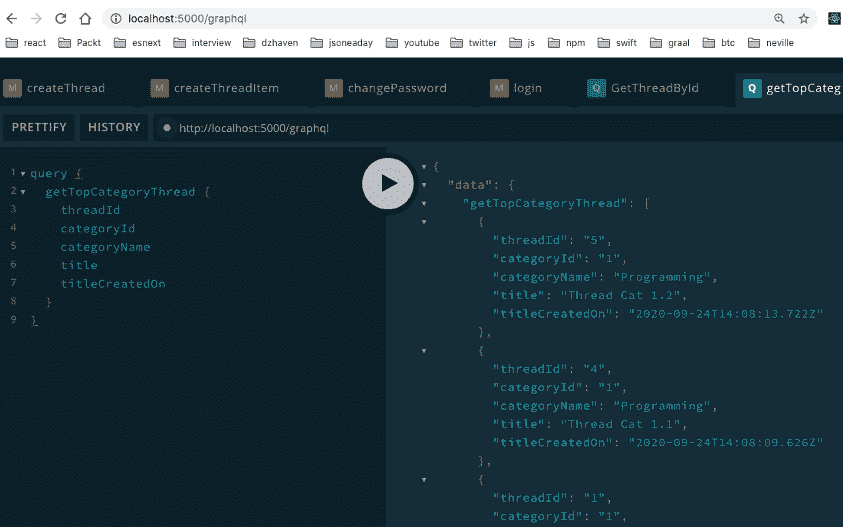 localhost:5000/graphql
react Packt esnext interview dzhaven jsoneaday youtube twitter js npm swift graal btc neville
M createThread M createThreadItem M changePassword M login Q GetThreadById Q getTopCateg
PRETTIFY HISTORY http://localhost:5000/graphql
1 query {
2 getTopCategoryThread {
3 threadId
4 categoryId
5 categoryName
6 title
7 titleCreatedOn
8 }
9 }
{
"data": {
"getTopCategoryThread": [
{
"threadId": "5",
"categoryId": "1",
"categoryName": "Programming",
"title": "Thread Cat 1.2",
"titleCreatedOn": "2020-09-24T14:08:13.722Z"
},
{
"threadId": "4",
"categoryId": "1",
"categoryName": "Programming",
"title": "Thread Cat 1.1",
"titleCreatedOn": "2020-09-24T14:08:09.626Z"
},
{
"threadId": "1",
"categoryId": "1",